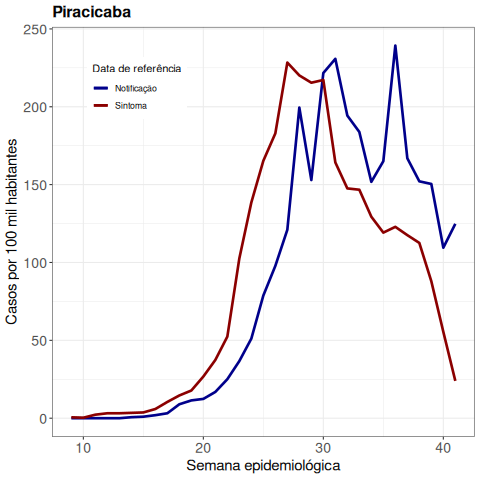 Piracicaba
250
200
150
100
50
0
Casos por 100 mil habitantes
Data de referência
Notificação
Sintoma
10
20
30
40
Semana epidemiológica